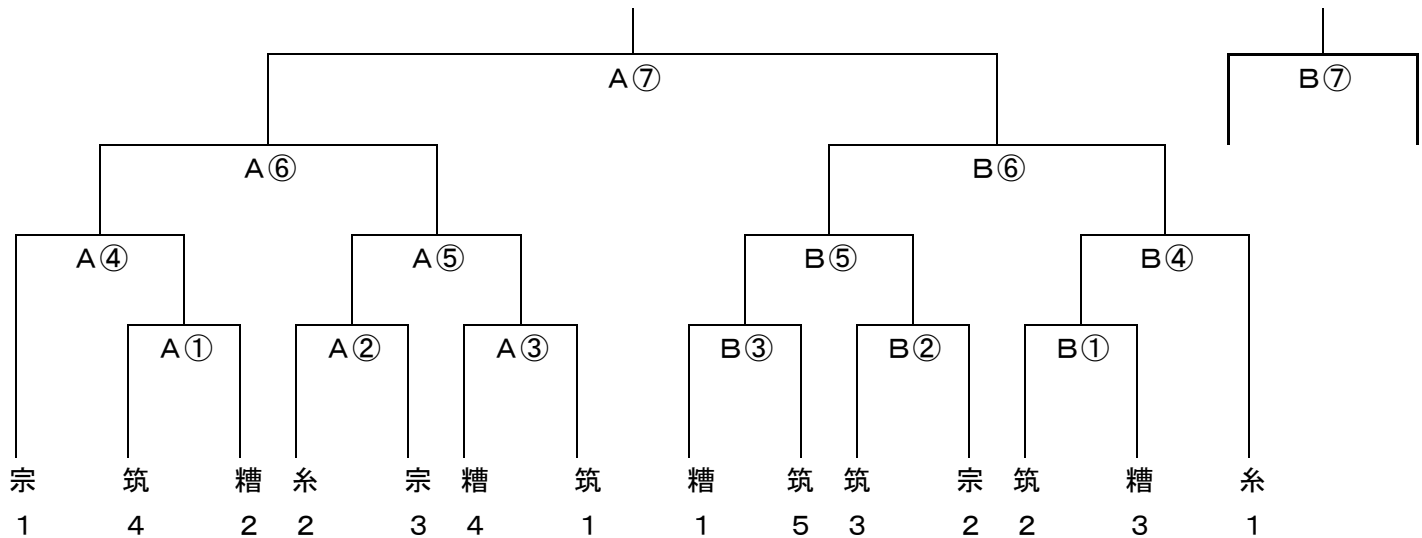 A⑦ B⑦
A⑥ B⑥
A④ A⑤ B⑤ B④
A① A② A③ B③ B② B①
宗 筑 糟 糸 宗 糟 筑 糟 筑 筑 宗 筑 糟 糸
1 4 2 2 3 4 1 1 5 3 2 2 3 1